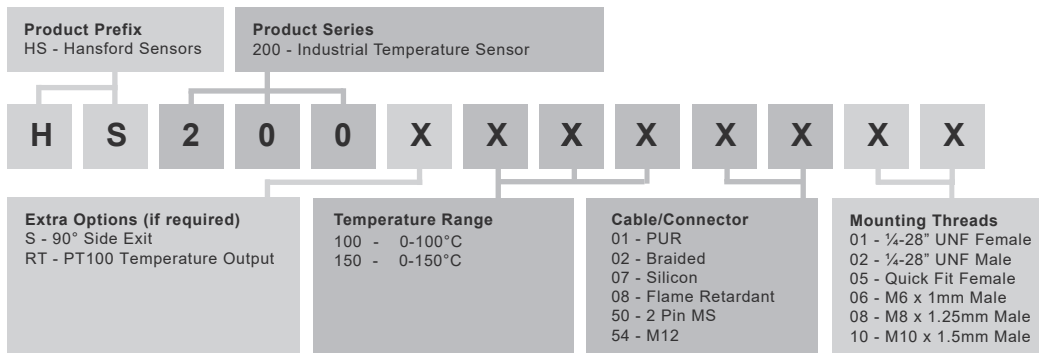 Product Prefix
HS - Hansford Sensors
Product Series
200 - Industrial Temperature Sensor
H S 2 0 0 X X X X X X X X
Extra Options (if required)
S - 90° Side Exit
RT - PT100 Temperature Output
Temperature Range
100 - 0-100°C
150 - 0-150°C
Cable/Connector
01 - PUR
02 - Braided
07 - Silicon
08 - Flame Retardant
50 - 2 Pin MS
54 - M12
Mounting Threads
01 - ¼-28” UNF Female
02 - ¼-28” UNF Male
05 - Quick Fit Female
06 - M6 x 1mm Male
08 - M8 x 1.25mm Male
10 - M10 x 1.5mm Male